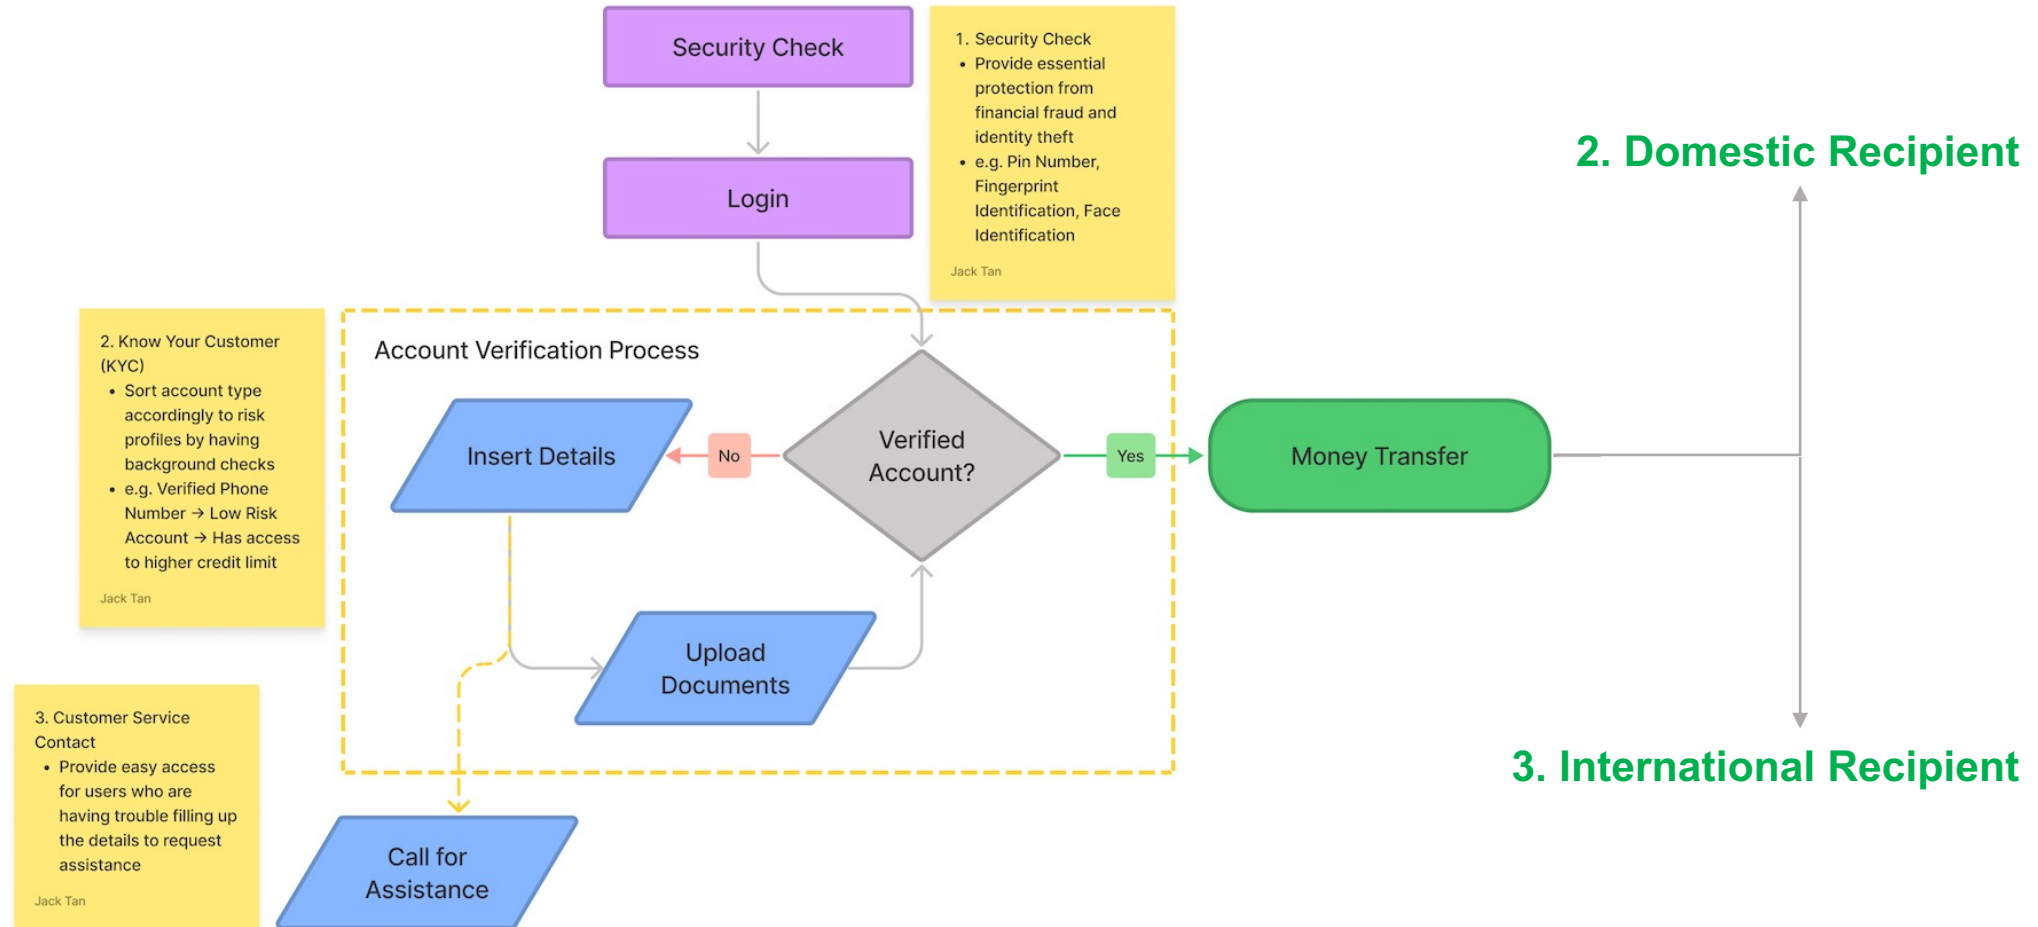 Security Check
1. Security Check
• Provide essential
protection from
financial fraud and
identity theft
• e.g. Pin Number,
Fingerprint
Identification, Face
Identification
Jack Tan
Login
2. Domestic Recipient
2. Know Your Customer
(KYC)
• Sort account type
accordingly to risk
profiles by having
background checks
• e.g. Verified Phone
Number → Low Risk
Account → Has access
to higher credit limit
Jack Tan
Account Verification Process
Insert Details
No
Verified
Account?
Yes
Money Transfer
Upload
Documents
3. International Recipient
3. Customer Service
Contact
• Provide easy access
for users who are
having trouble filling up
the details to request
assistance
Jack Tan
Call for
Assistance